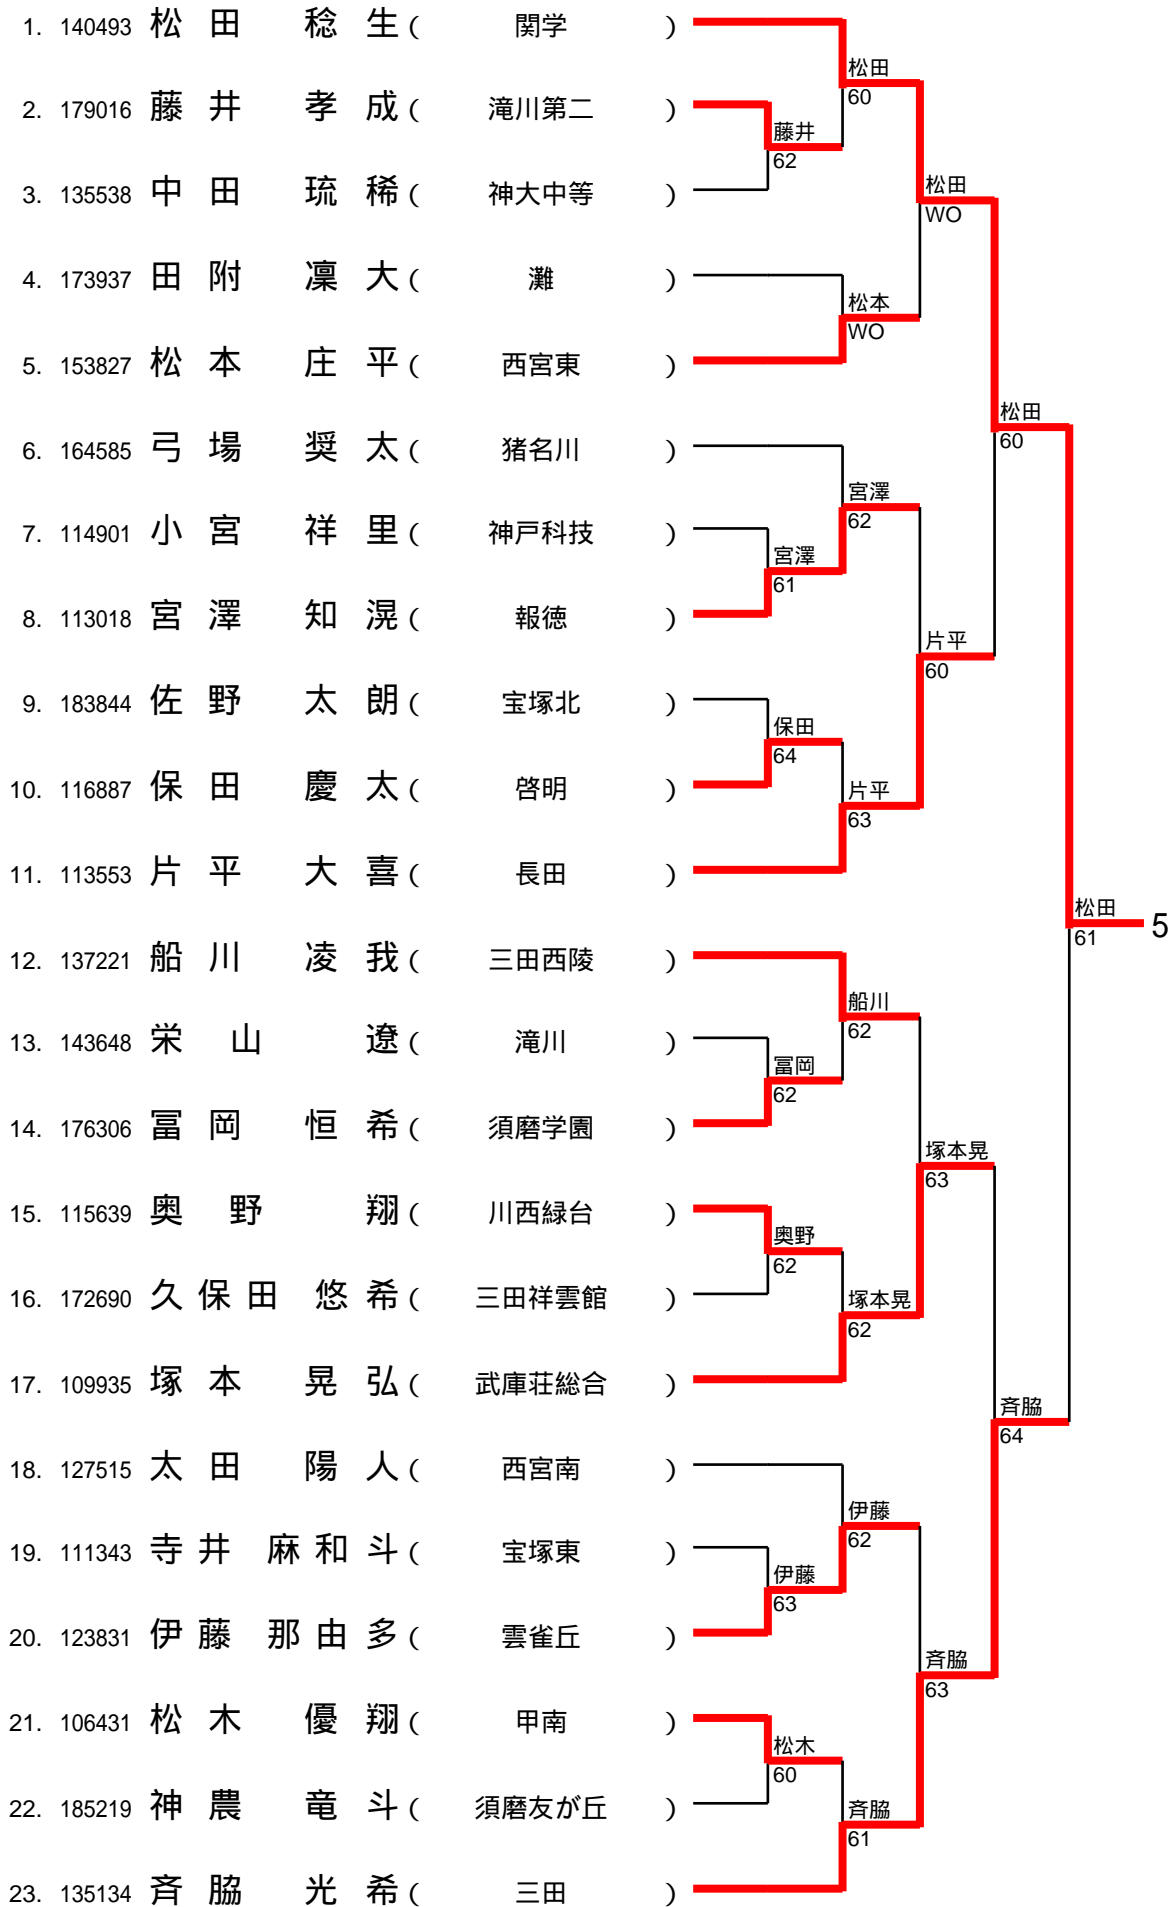 1. 140493 松田 稔生 ( 関学 )
松田
60
2. 179016 藤井 孝成 ( 滝川第二 )
藤井
62
3. 135538 中田 琉稀 ( 神大中等 )
松田
WO
4. 173937 田附 凜大 ( 灘 )
松本
WO
5. 153827 松本 庄平 ( 西宮東 )
松田
60
6. 164585 弓場 奨太 ( 猪名川 )
宮澤
62
7. 114901 小宮 祥里 ( 神戸科技 )
宮澤
61
8. 113018 宮澤 知滉 ( 報徳 )
片平
60
9. 183844 佐野 太朗 ( 宝塚北 )
保田
64
10. 116887 保田 慶太 ( 啓明 )
片平
63
11. 113553 片平 大喜 ( 長田 )
松田
61
5
12. 137221 船川 凌我 ( 三田西陵 )
船川
62
13. 143648 栄山 遼 ( 滝川 )
冨岡
62
14. 176306 冨岡 恒希 ( 須磨学園 )
塚本晃
63
15. 115639 奥野 翔 ( 川西緑台 )
奥野
62
16. 172690 久保田 悠希 ( 三田祥雲館 )
塚本晃
62
17. 109935 塚本 晃弘 ( 武庫荘総合 )
斉脇
64
18. 127515 太田 陽人 ( 西宮南 )
伊藤
62
19. 111343 寺井 麻和斗 ( 宝塚東 )
伊藤
63
20. 123831 伊藤 那由多 ( 雲雀丘 )
斉脇
63
21. 106431 松木 優翔 ( 甲南 )
松木
60
22. 185219 神農 竜斗 ( 須磨友が丘 )
斉脇
61
23. 135134 斉脇 光希 ( 三田 )